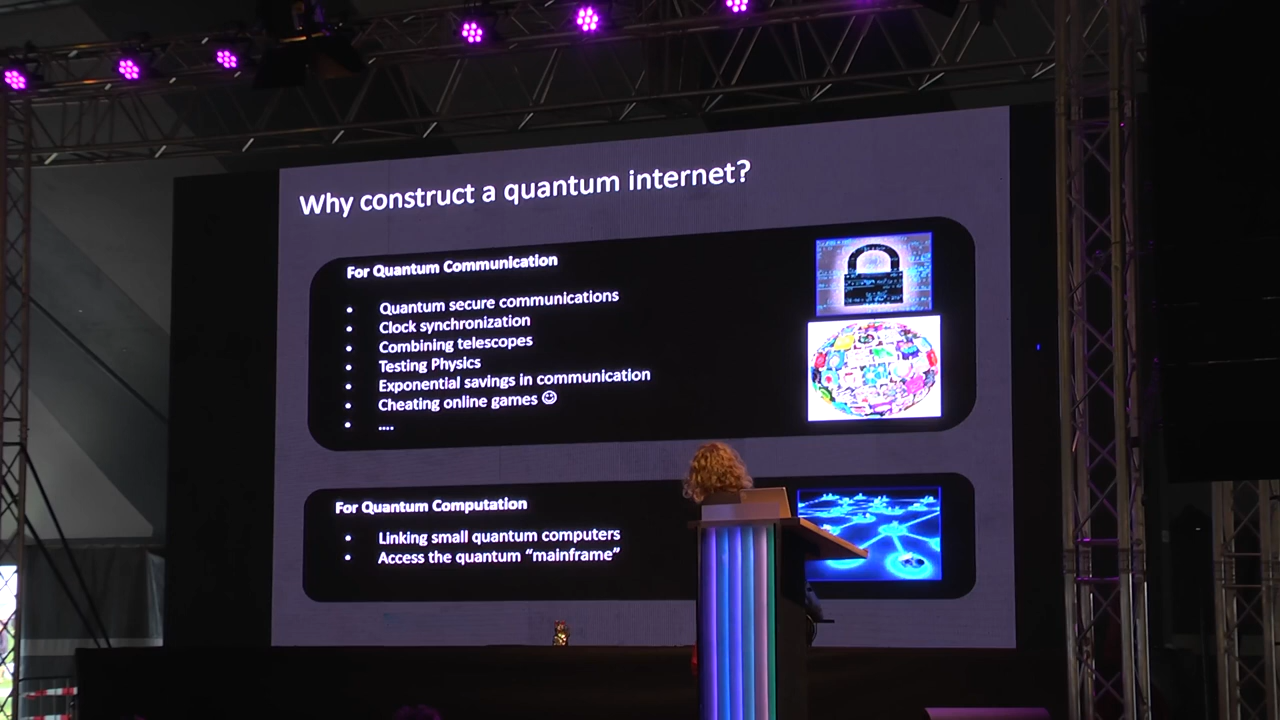 Why construct a quantum internet?
For Quantum Communication
• Quantum secure communications
• Clock synchronization
• Combining telescopes
• Testing Physics
• Exponential savings in communication
• Cheating online games ☺
• ....
For Quantum Computation
• Linking small quantum computers
• Access the quantum “mainframe”